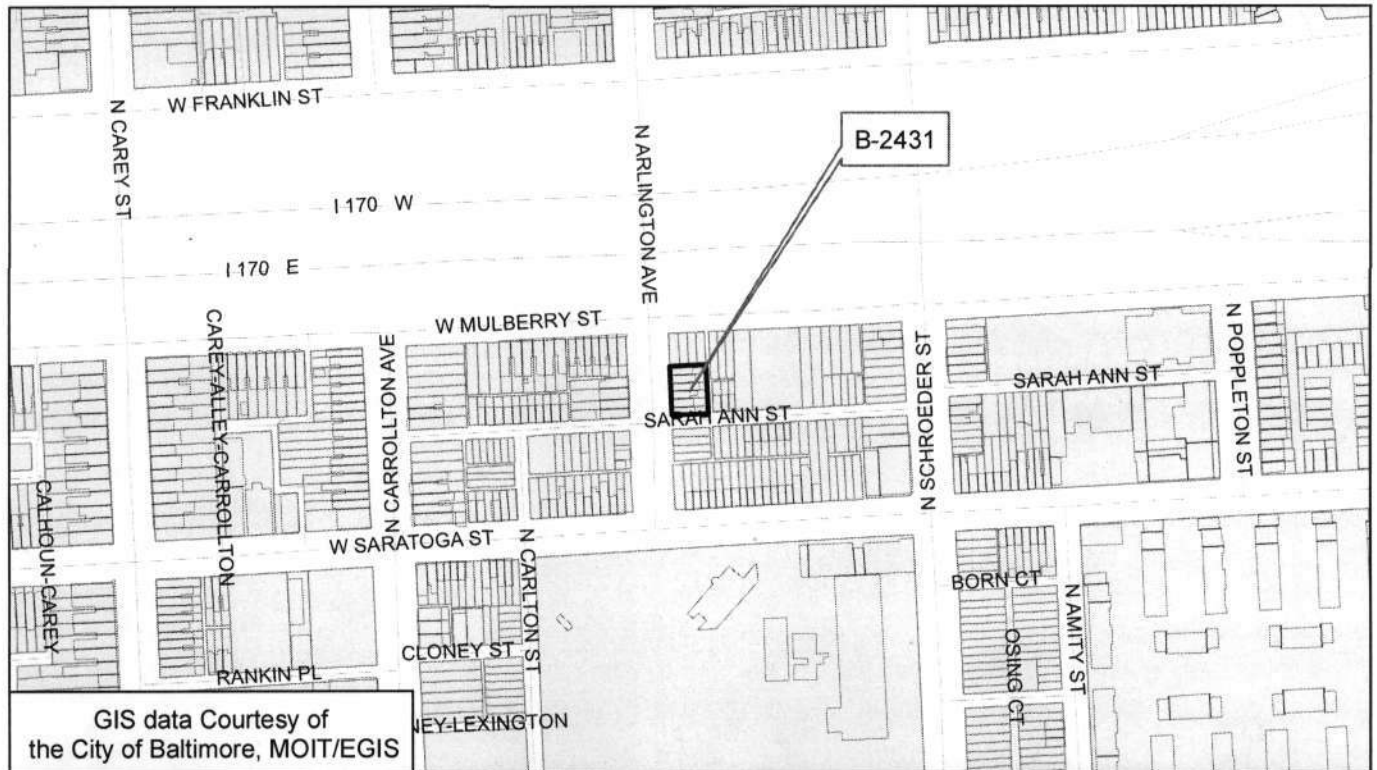 W FRANKLIN ST
N CAREY ST
N ARLINGTON AVE
B-2431
I 170 W
I 170 E
W MULBERRY ST
CAREY-ALLEY-CARROLLTON
N CARROLLTON AVE
N SCHROEDER ST
N POPPLETON ST
SARAH ANN ST
SARAH ANN ST
CALHOUN-CAREY
W SARATOGA ST
N CARLTON ST
BORN CT
N AMITY ST
OSING CT
CLONEY ST
RANKIN PL
NEY-LEXINGTON
GIS data Courtesy of
the City of Baltimore, MOIT/EGIS